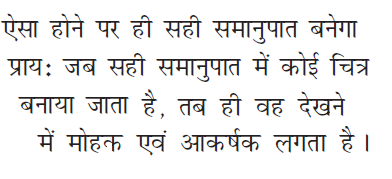 ऐसा होने पर ही सही समानुपात बनेगा
प्राय: जब सही समानुपात में कोई चित्र
बनाया जाता है, तब ही वह देखने
में मोहक एवं आकर्षक लगता है।